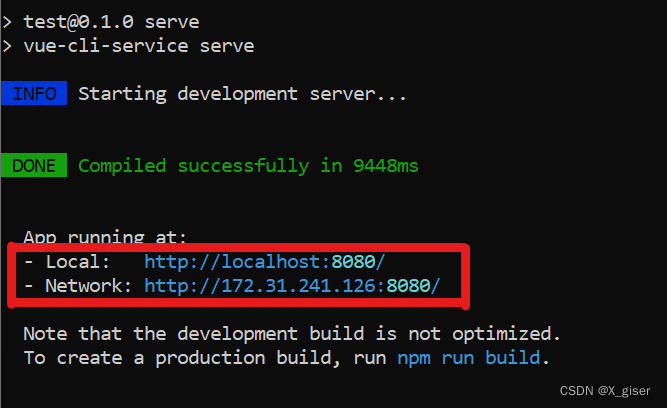 > test@0.1.0 serve
> vue-cli-service serve
INFO Starting development server...
DONE Compiled successfully in 9448ms
App running at:
- Local: http://localhost:8080/
- Network: http://172.31.241.126:8080/
Note that the development build is not optimized.
To create a production build, run npm run build.
CSDN @X_giser